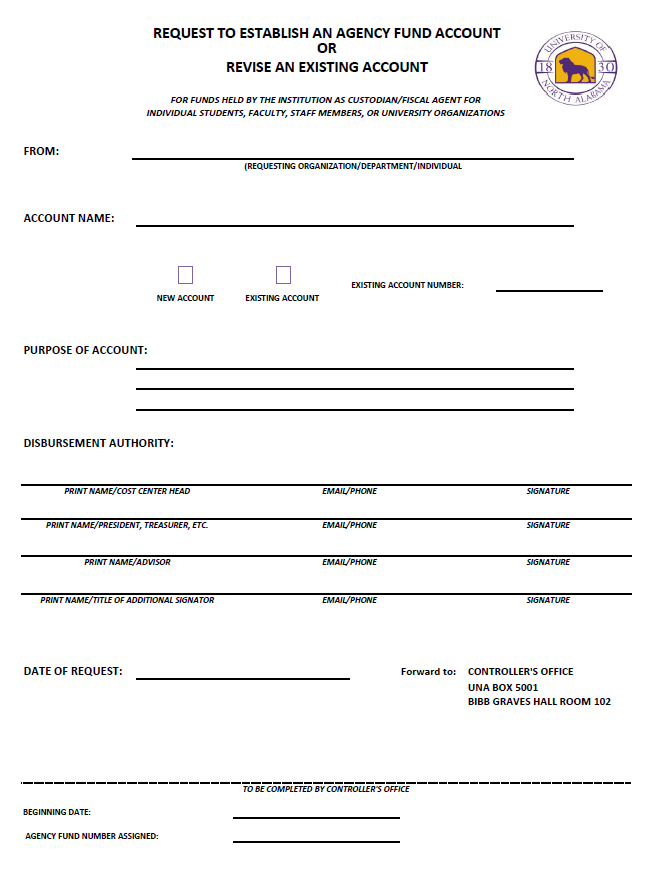 REQUEST TO ESTABLISH AN AGENCY FUND ACCOUNT
OR
REVISE AN EXISTING ACCOUNT
UNIVERSITY OF
1830
NORTH ALABAMA
FOR FUNDS HELD BY THE INSTITUTION AS CUSTODIAN/FISCAL AGENT FOR
INDIVIDUAL STUDENTS, FACULTY, STAFF MEMBERS, OR UNIVERSITY ORGANIZATIONS
FROM:
(REQUESTING ORGANIZATION/DEPARTMENT/INDIVIDUAL
ACCOUNT NAME:
EXISTING ACCOUNT NUMBER:
NEW ACCOUNT EXISTING ACCOUNT
PURPOSE OF ACCOUNT:
DISBURSEMENT AUTHORITY:
PRINT NAME/COST CENTER HEAD EMAIL/PHONE SIGNATURE
PRINT NAME/PRESIDENT, TREASURER, ETC. EMAIL/PHONE SIGNATURE
PRINT NAME/ADVISOR EMAIL/PHONE SIGNATURE
PRINT NAME/TITLE OF ADDITIONAL SIGNATOR EMAIL/PHONE SIGNATURE
DATE OF REQUEST: Forward to: CONTROLLER'S OFFICE
UNA BOX 5001
BIBB GRAVES HALL ROOM 102
TO BE COMPLETED BY CONTROLLER'S OFFICE
BEGINNING DATE:
AGENCY FUND NUMBER ASSIGNED: